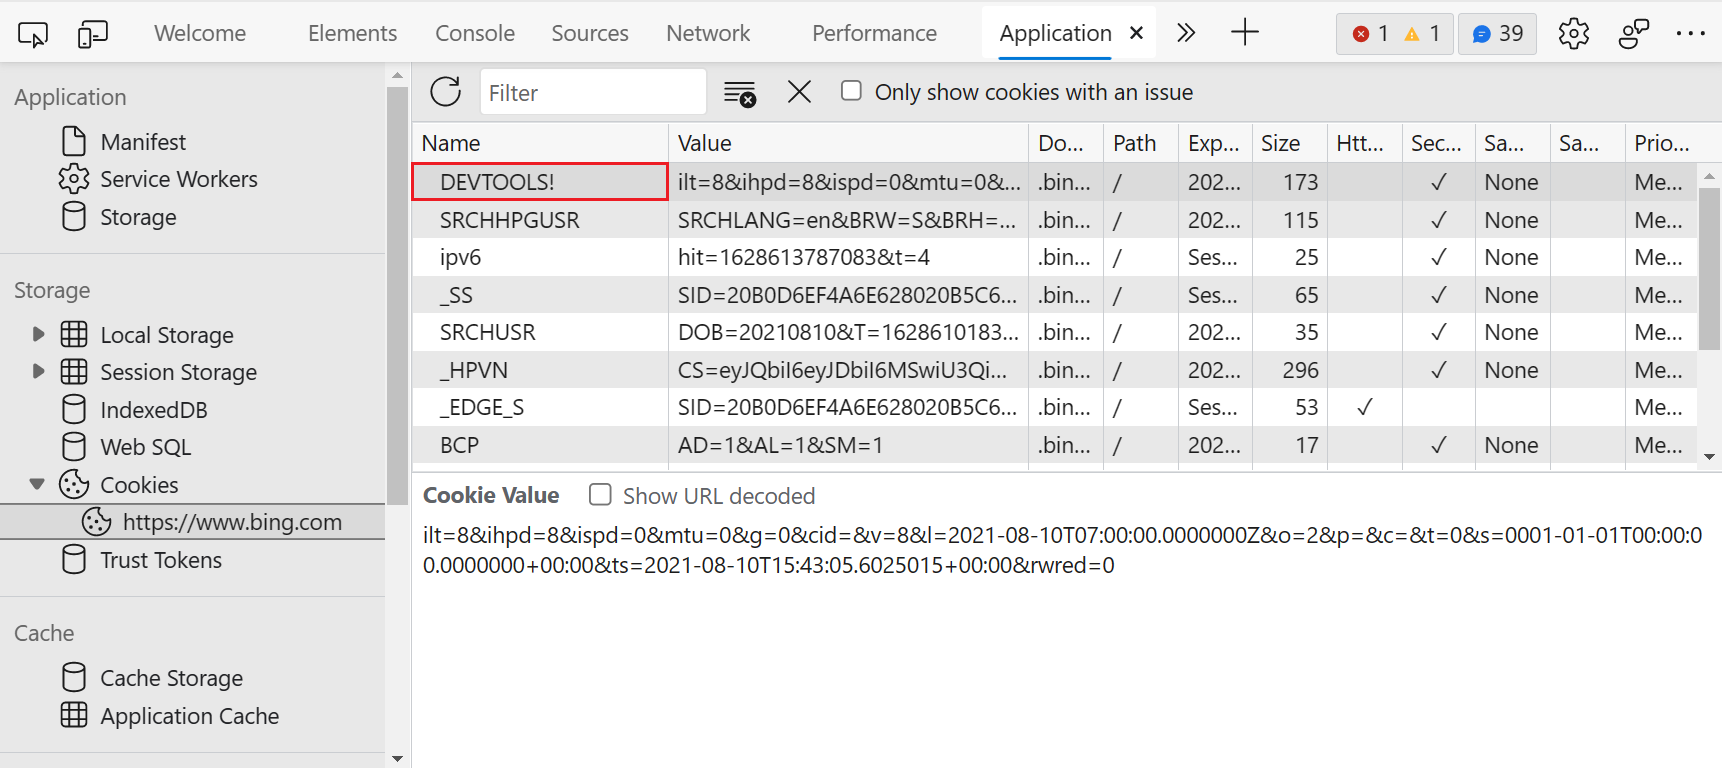 Welcome Elements Console Sources Network Performance Application 1 1 39
Application
Manifest
Service Workers
Storage
Storage
Local Storage
Session Storage
IndexedDB
Web SQL
Cookies
https://www.bing.com
Trust Tokens
Cache
Cache Storage
Application Cache
Filter Only show cookies with an issue
Name Value Do... Path Exp... Size Htt... Sec... Sa... Sa... Prio...
DEVTOOLS! ilt=8&ihpd=8&ispd=0&mtu=0&... .bin... / 202... 173 ✓ None Me...
SRCHHPGUSR SRCHLANG=en&BRW=S&BRH=... .bin... / 202... 115 ✓ None Me...
ipv6 hit=1628613787083&t=4 .bin... / Ses... 25 ✓ None Me...
_SS SID=20B0D6EF4A6E628020B5C6... .bin... / Ses... 65 ✓ None Me...
SRCHUSR DOB=20210810&T=1628610183... .bin... / 202... 35 ✓ None Me...
_HPVN CS=eyJQbiI6eyJDbiI6MSwiU3Qi... .bin... / 202... 296 ✓ None Me...
_EDGE_S SID=20B0D6EF4A6E628020B5C6... .bin... / Ses... 53 ✓ Me...
BCP AD=1&AL=1&SM=1 .bin... / 202... 17 ✓ None Me...
Cookie Value Show URL decoded
ilt=8&ihpd=8&ispd=0&mtu=0&g=0&cid=&v=8&l=2021-08-10T07:00:00.0000000Z&o=2&p=&c=&t=0&s=0001-01-01T00:00:0
0.0000000+00:00&ts=2021-08-10T15:43:05.6025015+00:00&rwred=0